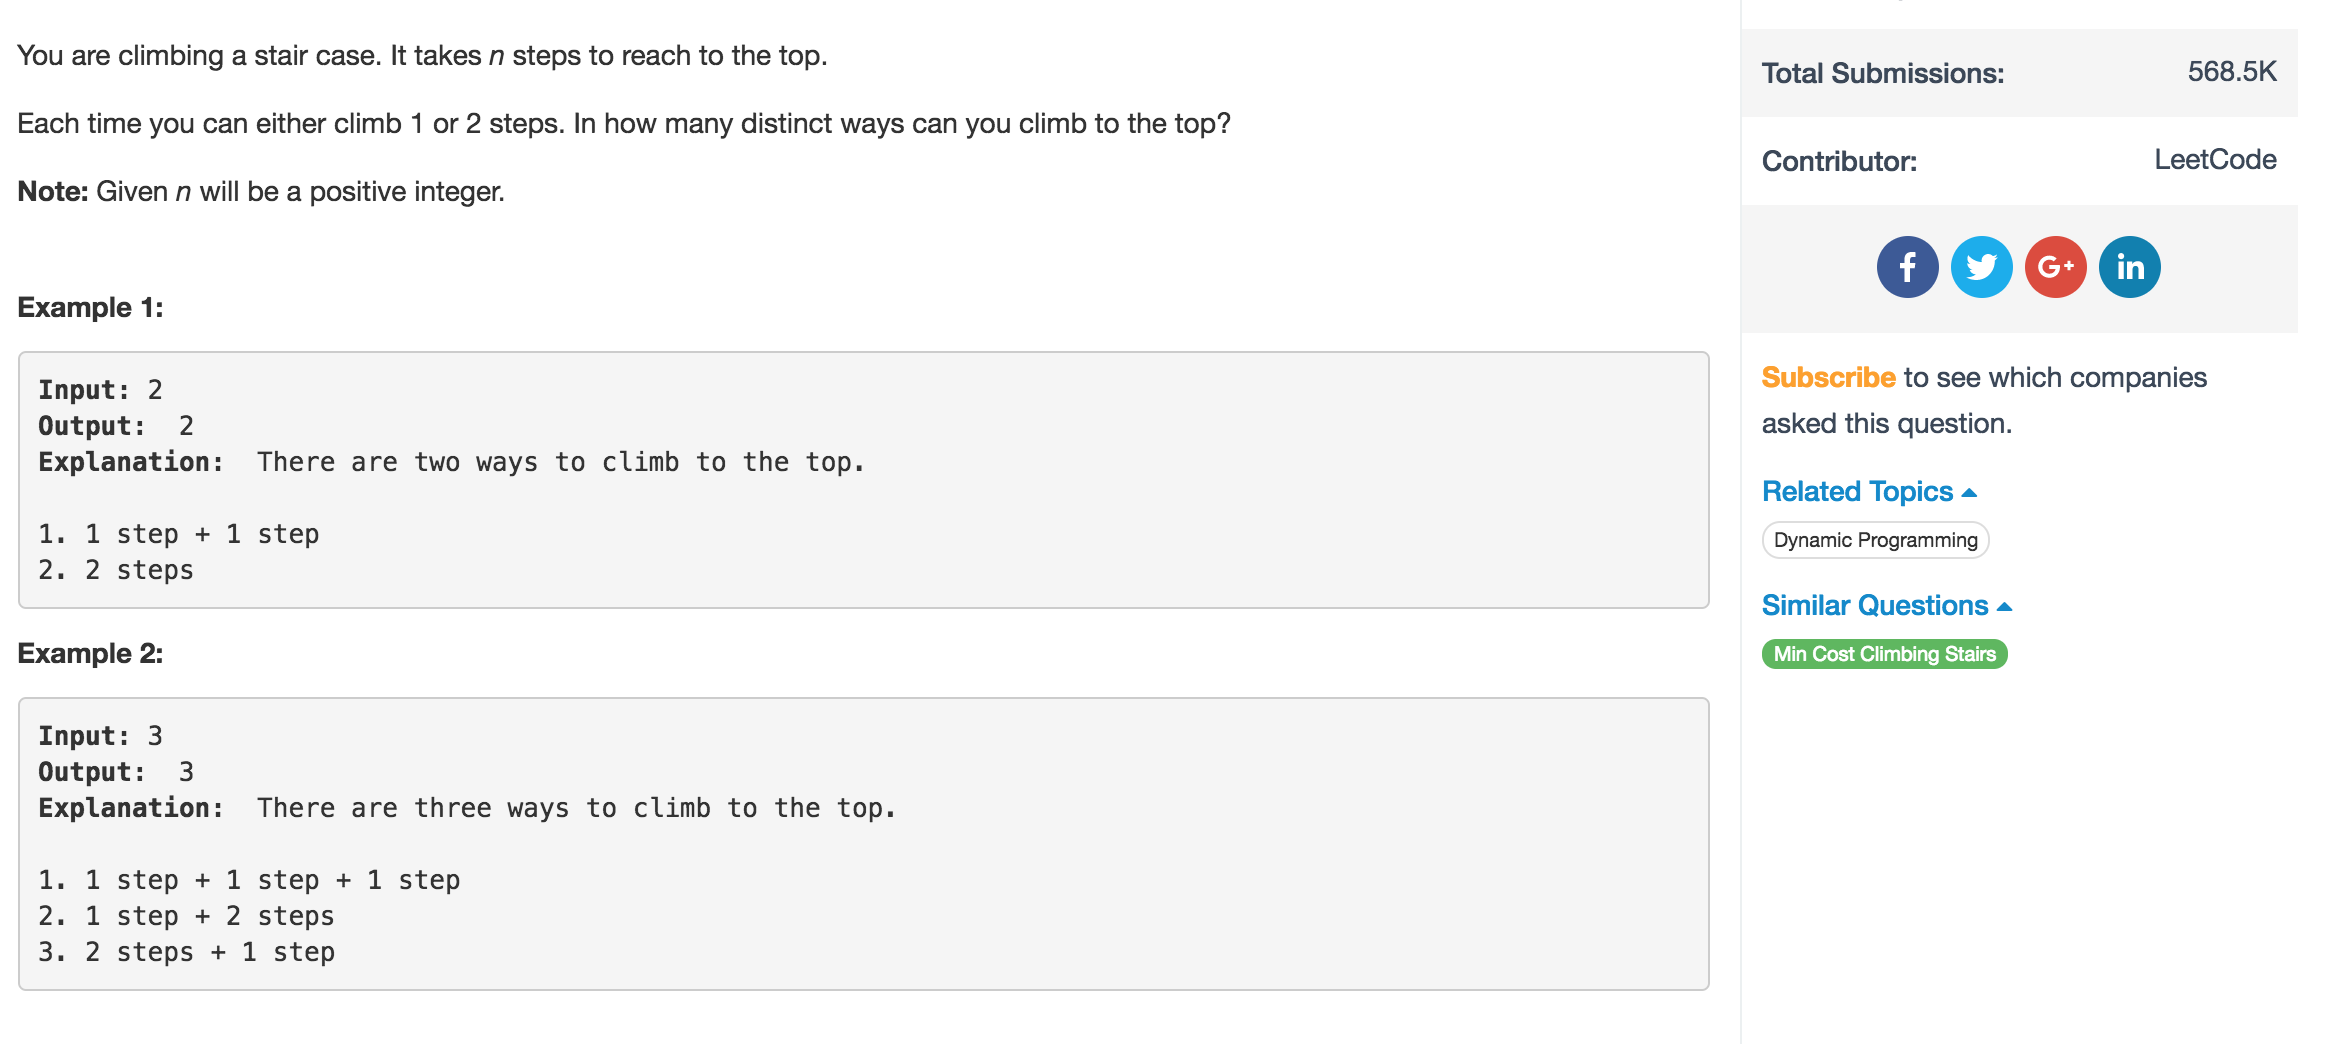 You are climbing a stair case. It takes n steps to reach to the top.
Each time you can either climb 1 or 2 steps. In how many distinct ways can you climb to the top?
Note: Given n will be a positive integer.
Example 1:
Input: 2
Output:  2
Explanation:  There are two ways to climb to the top.
1. 1 step + 1 step
2. 2 steps
Example 2:
Input: 3
Output:  3
Explanation:  There are three ways to climb to the top.
1. 1 step + 1 step + 1 step
2. 1 step + 2 steps
3. 2 steps + 1 step
Total Submissions: 568.5K
Contributor: LeetCode
f G+ in
Subscribe to see which companies
asked this question.
Related Topics
Dynamic Programming
Similar Questions
Min Cost Climbing Stairs